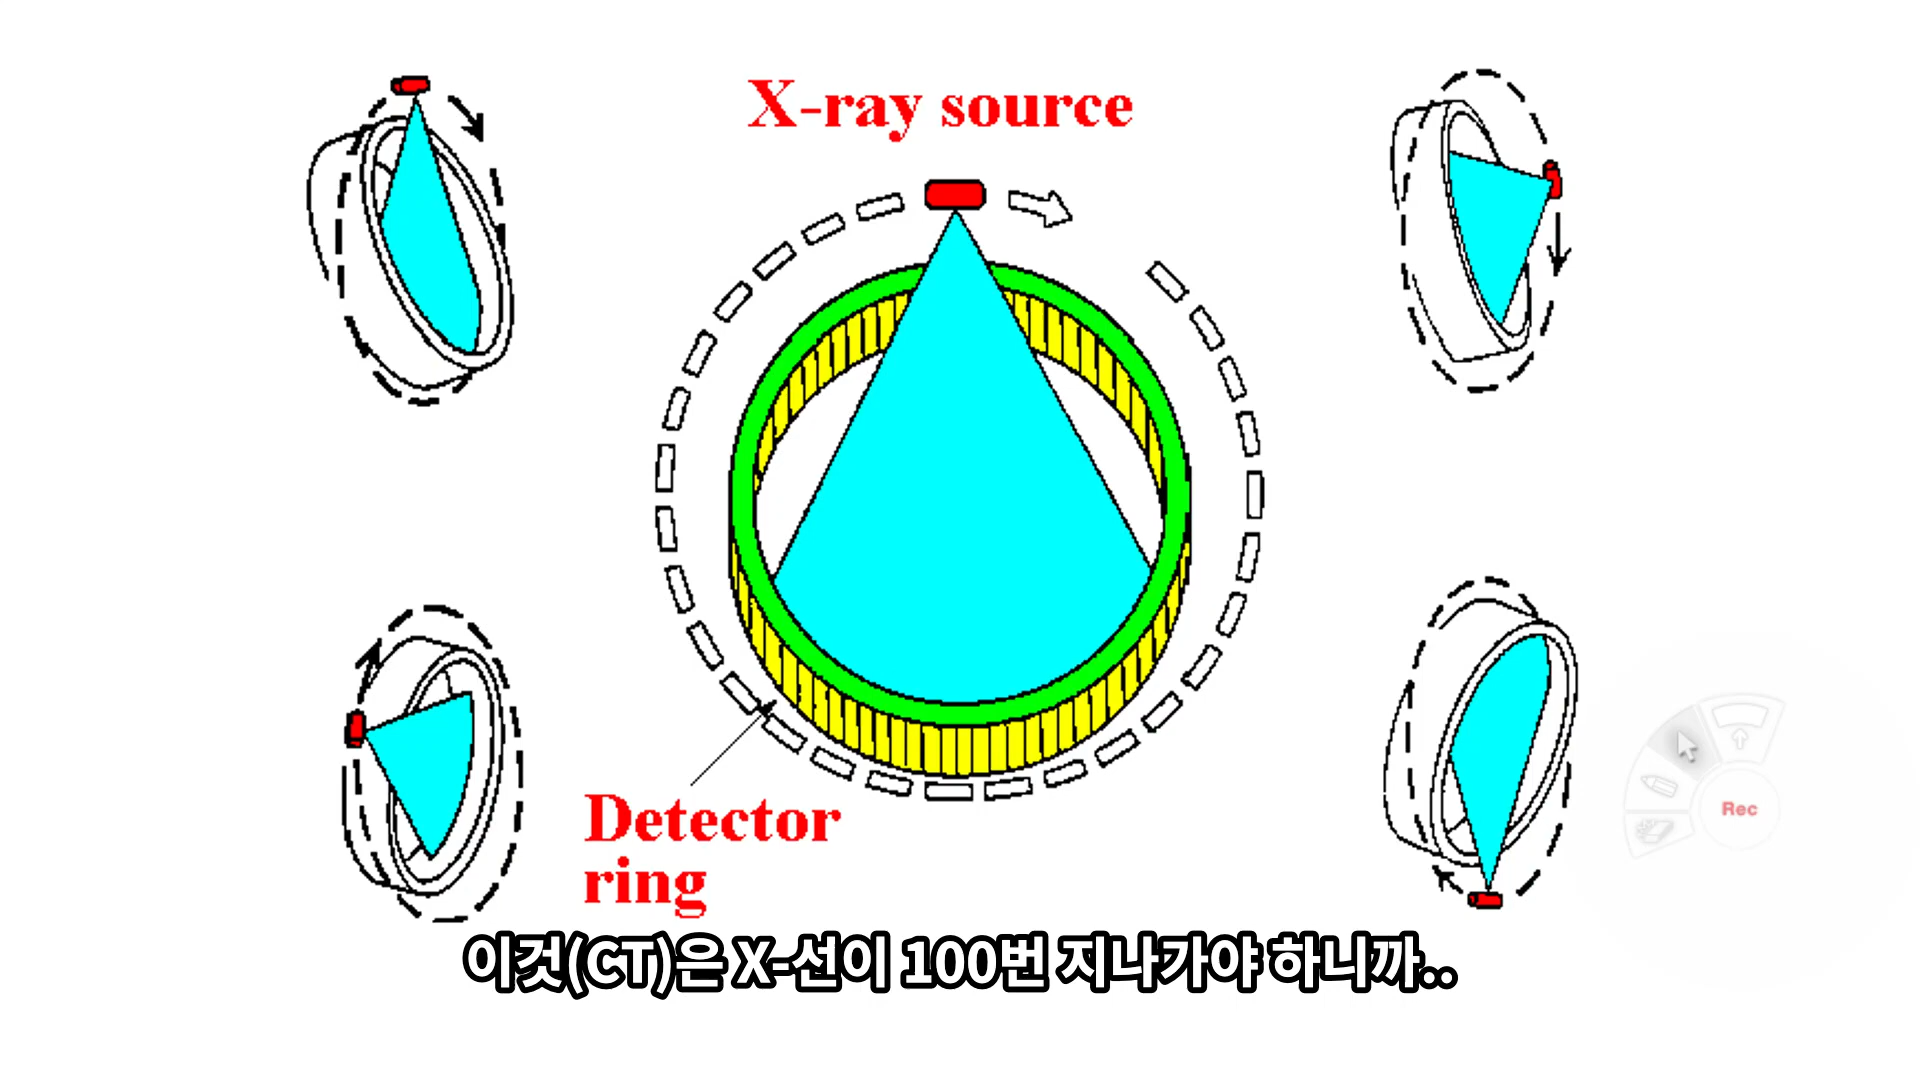 X-ray source
Detector
ring
Rec
이것(CT)은 X-선이 100번 지나가야 하니까..